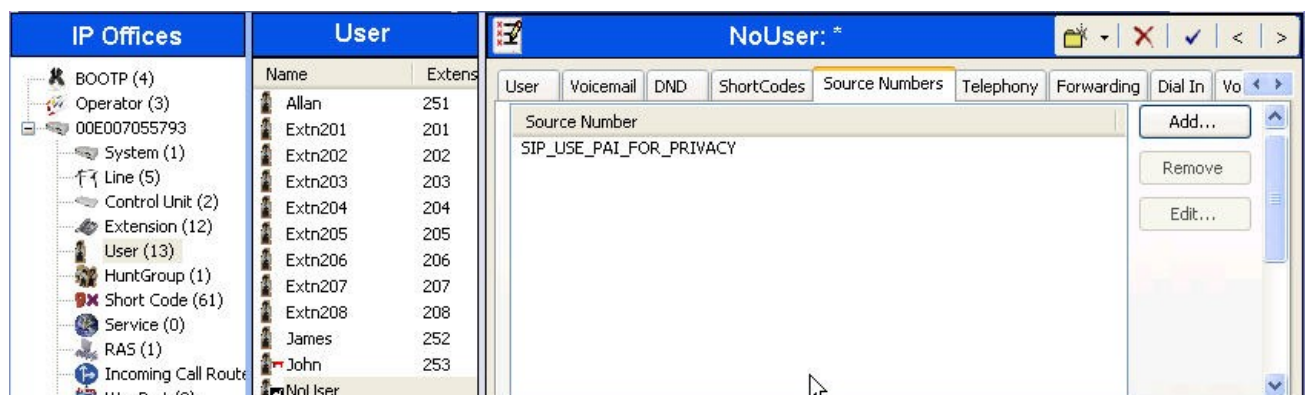 IP Offices
BOOTP (4)
Operator (3)
00E007055793
System (1)
Line (5)
Control Unit (2)
Extension (12)
User (13)
HuntGroup (1)
Short Code (61)
Service (0)
RAS (1)
Incoming Call Route
User
Name Extens
Allan 251
Extn201 201
Extn202 202
Extn203 203
Extn204 204
Extn205 205
Extn206 206
Extn207 207
Extn208 208
James 252
John 253
NoUser
NoUser: *
User Voicemail DND ShortCodes Source Numbers Telephony Forwarding Dial In Vo
Source Number
SIP_USE_PAI_FOR_PRIVACY
Add...
Remove
Edit...